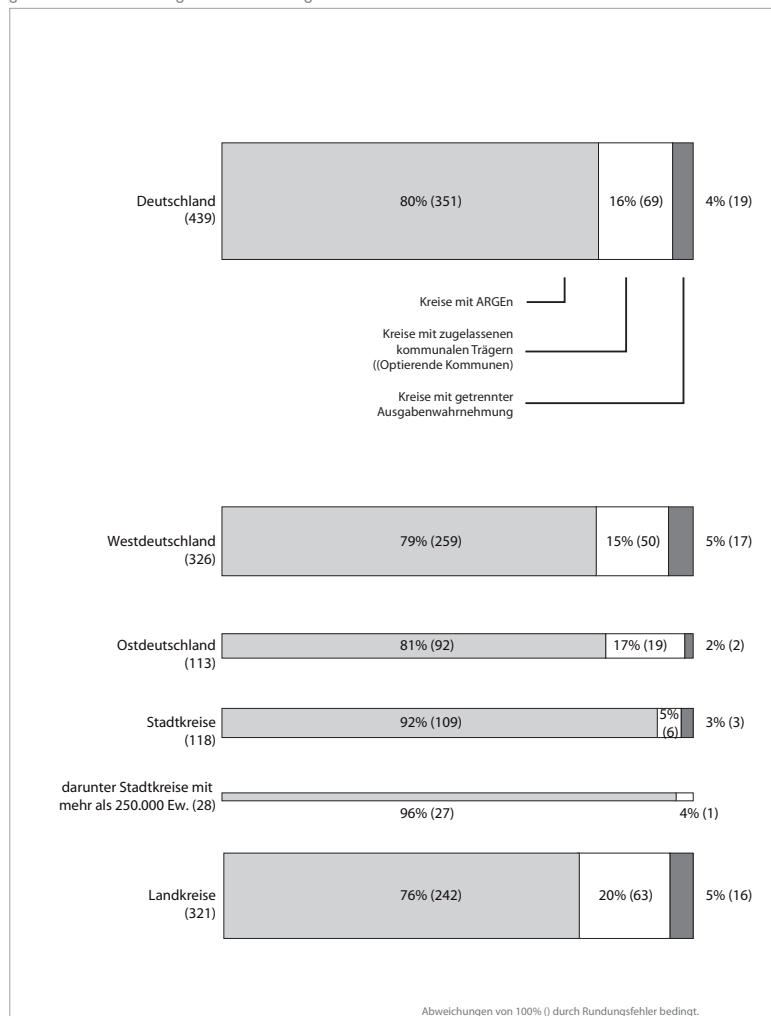 Deutschland
(439)
80% (351)
16% (69)
4% (19)
Kreise mit ARGEn
Kreise mit zugelassenen
kommunalen Trägern
((Optierende Kommunen)
Kreise mit getrennter
Ausgabenwahrnehmung
Westdeutschland
(326)
79% (259)
15% (50)
5% (17)
Ostdeutschland
(113)
81% (92)
17% (19)
2% (2)
Stadtkreise
(118)
92% (109)
5%
(6)
3% (3)
darunter Stadtkreise mit
mehr als 250.000 Ew. (28)
96% (27)
4% (1)
Landkreise
(321)
76% (242)
20% (63)
5% (16)
Abweichungen von 100% () durch Rundungsfehler bedingt.